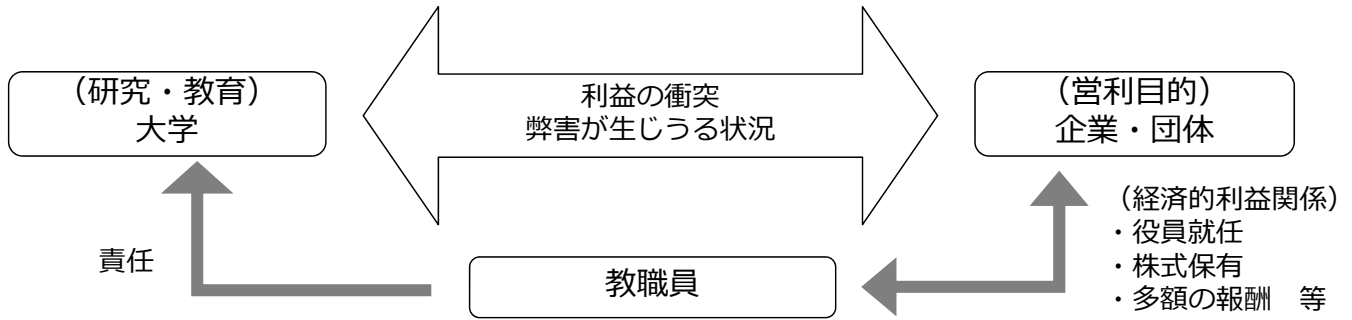 （研究・教育）
大学
利益の衝突
弊害が生じうる状況
（営利目的）
企業・団体
責任
教職員
（経済的利益関係）
・役員就任
・株式保有
・多額の報酬　等